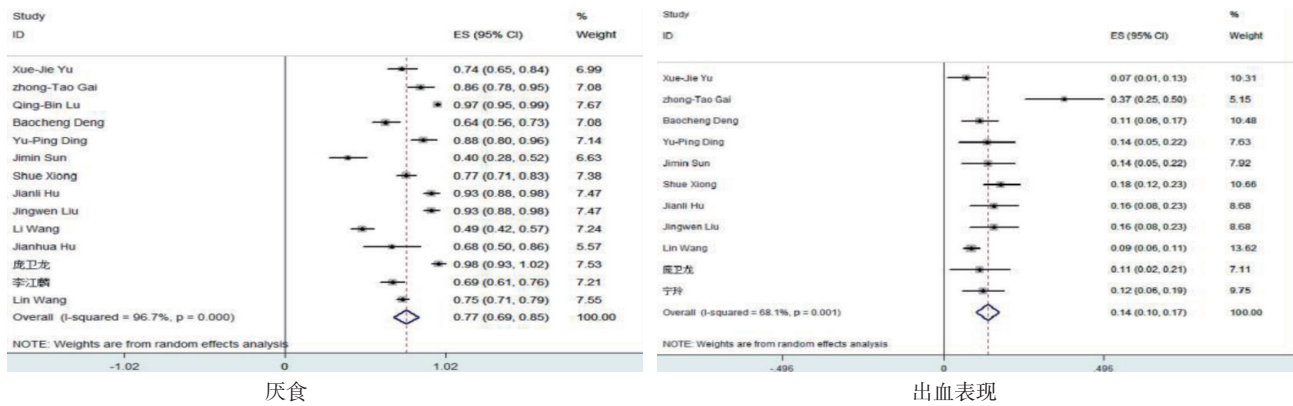 Study %
ID ES (95% CI) Weight
Xue-Jie Yu 0.74 (0.65, 0.84) 6.99
zhong-Tao Gai 0.86 (0.78, 0.95) 7.08
Qing-Bin Lu 0.97 (0.95, 0.99) 7.67
Baocheng Deng 0.64 (0.56, 0.73) 7.08
Yu-Ping Ding 0.88 (0.80, 0.96) 7.14
Jimin Sun 0.40 (0.28, 0.52) 6.63
Shue Xiong 0.77 (0.71, 0.83) 7.38
Jianli Hu 0.93 (0.88, 0.98) 7.47
Jingwen Liu 0.93 (0.88, 0.98) 7.47
Li Wang 0.49 (0.42, 0.57) 7.24
Jianhua Hu 0.68 (0.50, 0.86) 5.57
庞卫龙 0.98 (0.93, 1.02) 7.53
李江麟 0.69 (0.61, 0.76) 7.21
Lin Wang 0.75 (0.71, 0.79) 7.55
Overall (I-squared = 96.7%, p = 0.000) 0.77 (0.69, 0.85) 100.00
NOTE: Weights are from random effects analysis
-1.02 0 1.02
厌食
Study %
ID ES (95% CI) Weight
Xue-Jie Yu 0.07 (0.01, 0.13) 10.31
zhong-Tao Gai 0.37 (0.25, 0.50) 5.15
Baocheng Deng 0.11 (0.06, 0.17) 10.48
Yu-Ping Ding 0.14 (0.05, 0.22) 7.63
Jimin Sun 0.14 (0.05, 0.22) 7.92
Shue Xiong 0.18 (0.12, 0.23) 10.66
Jianli Hu 0.16 (0.08, 0.23) 8.68
Jingwen Liu 0.16 (0.08, 0.23) 8.68
Lin Wang 0.09 (0.06, 0.11) 13.62
庞卫龙 0.11 (0.02, 0.21) 7.11
宁玲 0.12 (0.06, 0.19) 9.75
Overall (I-squared = 68.1%, p = 0.001) 0.14 (0.10, 0.17) 100.00
NOTE: Weights are from random effects analysis
-.496 0 .496
出血表现